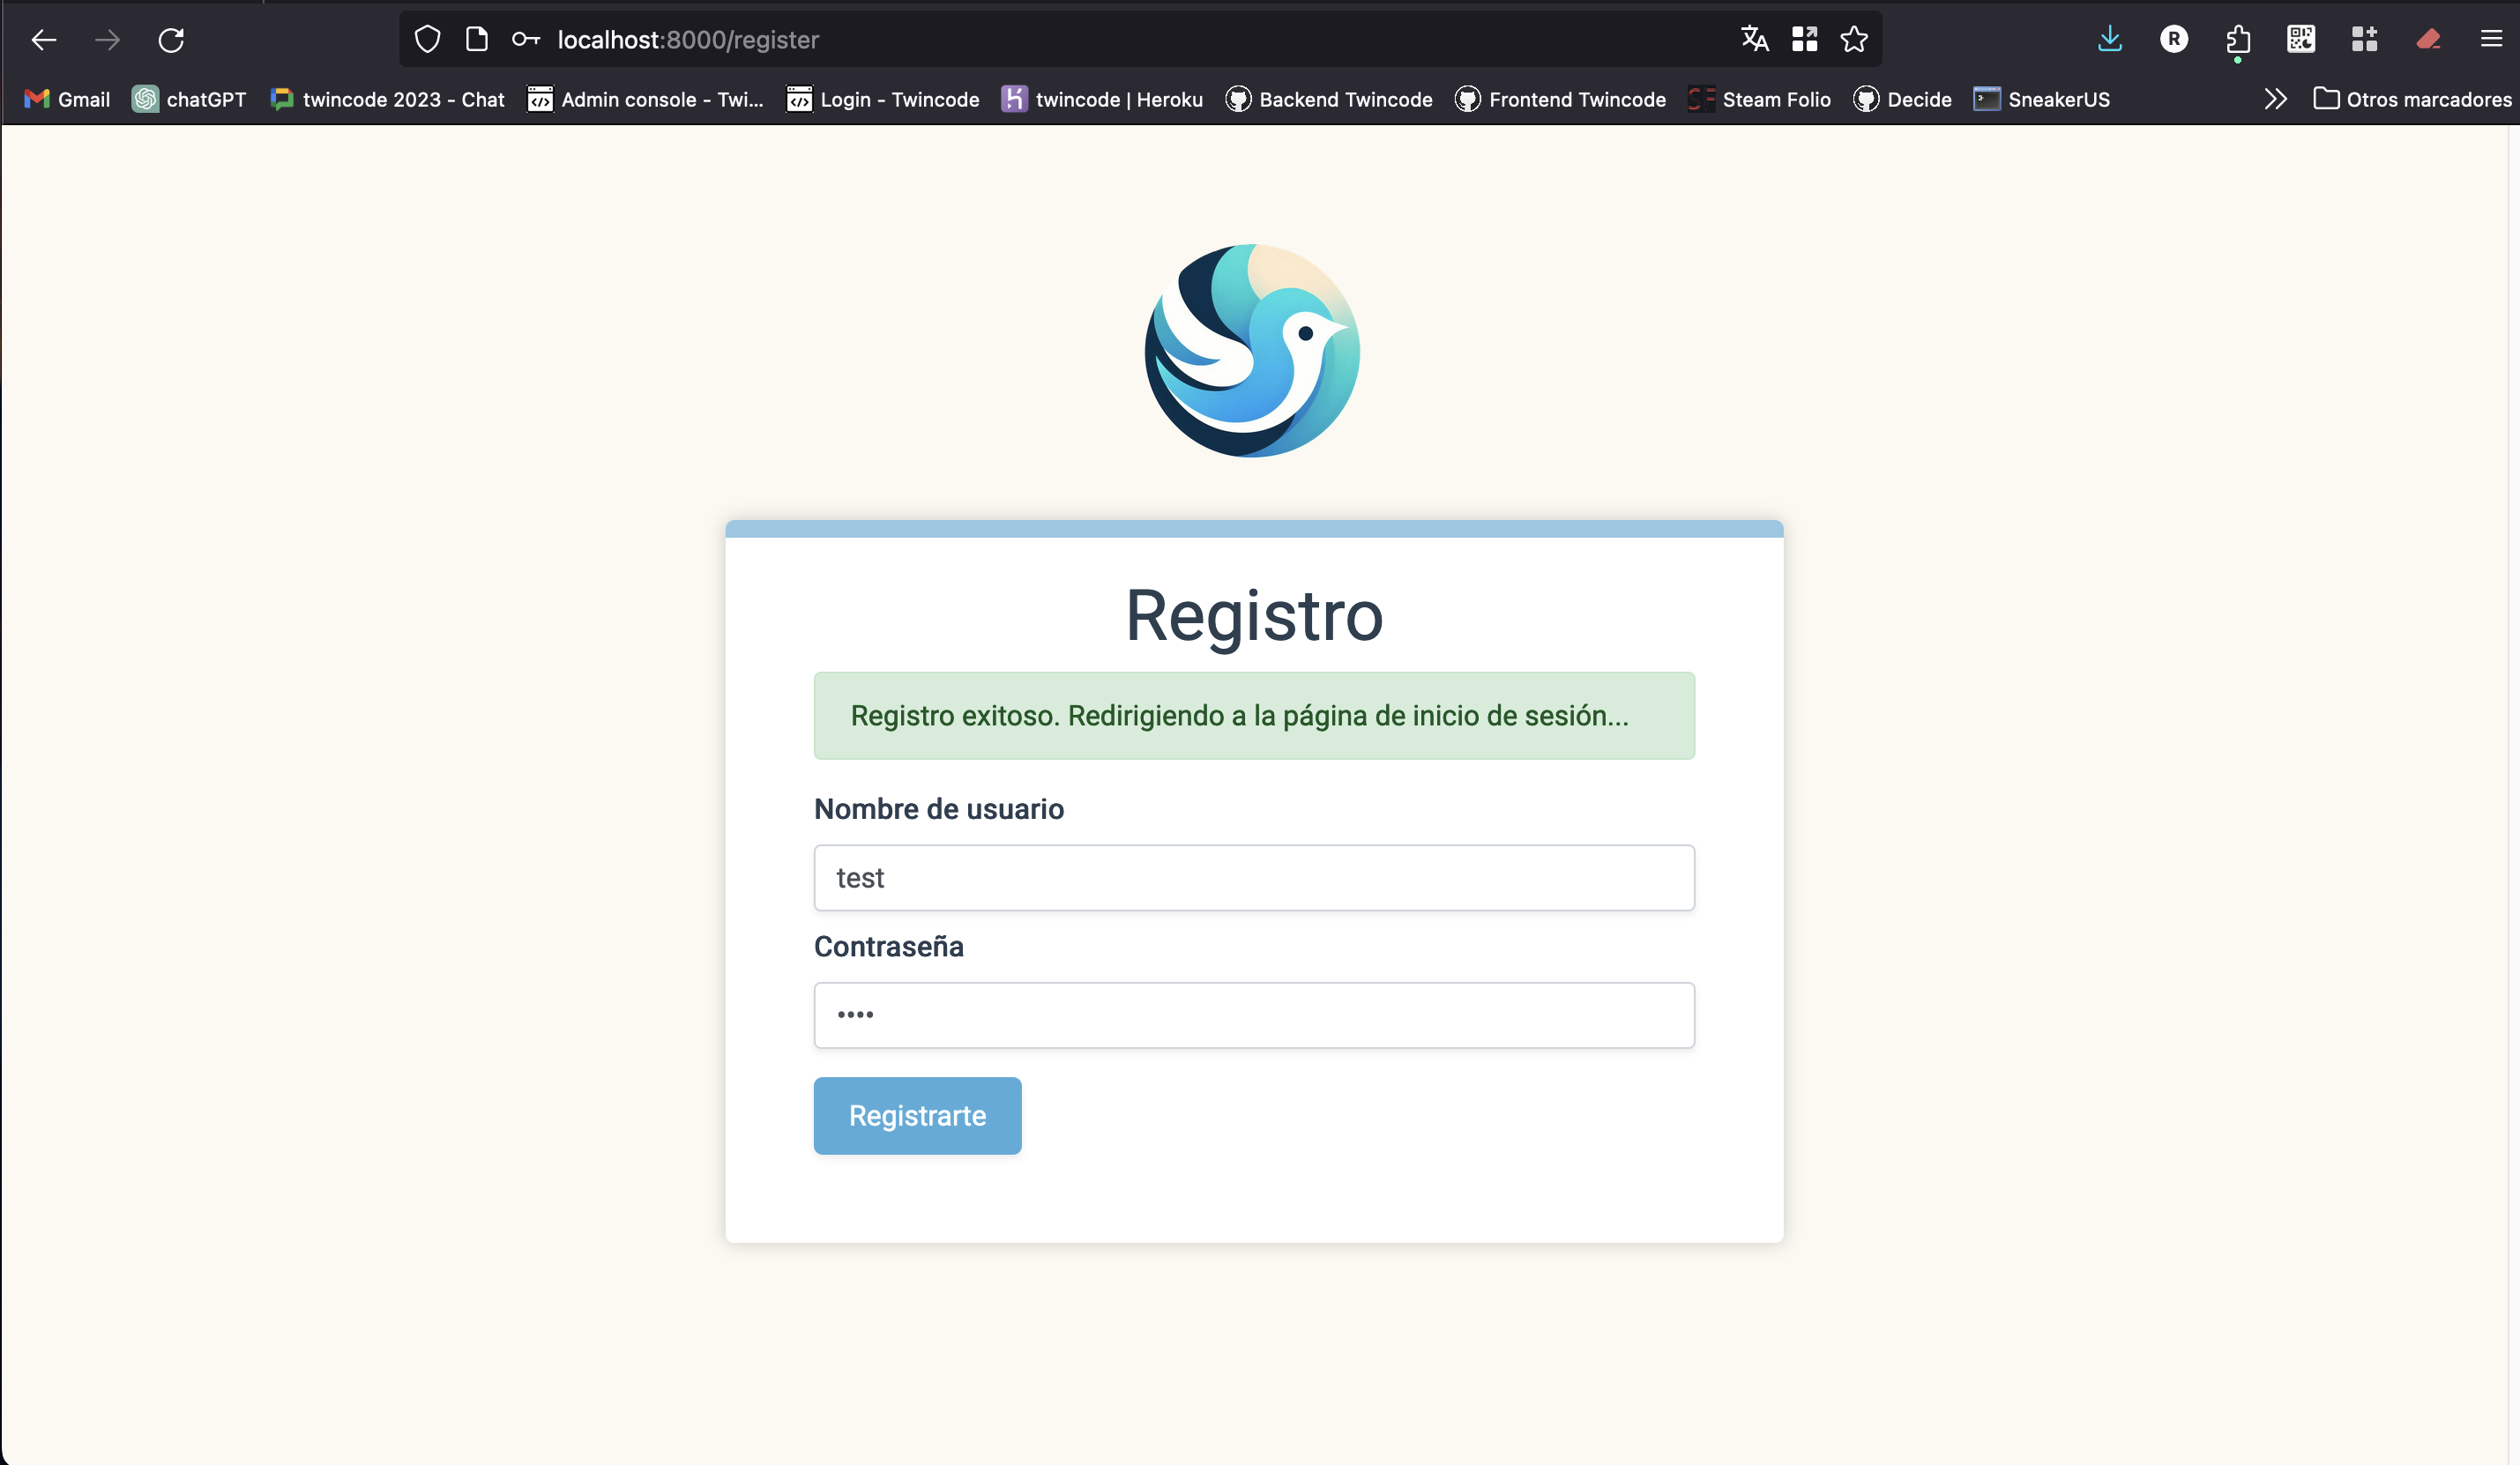 localhost:8000/register
R
Gmail chatGPT twincode 2023 - Chat Admin console - Twi... Login - Twincode twincode | Heroku Backend Twincode Frontend Twincode SF Steam Folio Decide SneakerUS Otros marcadores
Registro
Registro exitoso. Redirigiendo a la página de inicio de sesión...
Nombre de usuario
test
Contraseña
••••
Registrarte